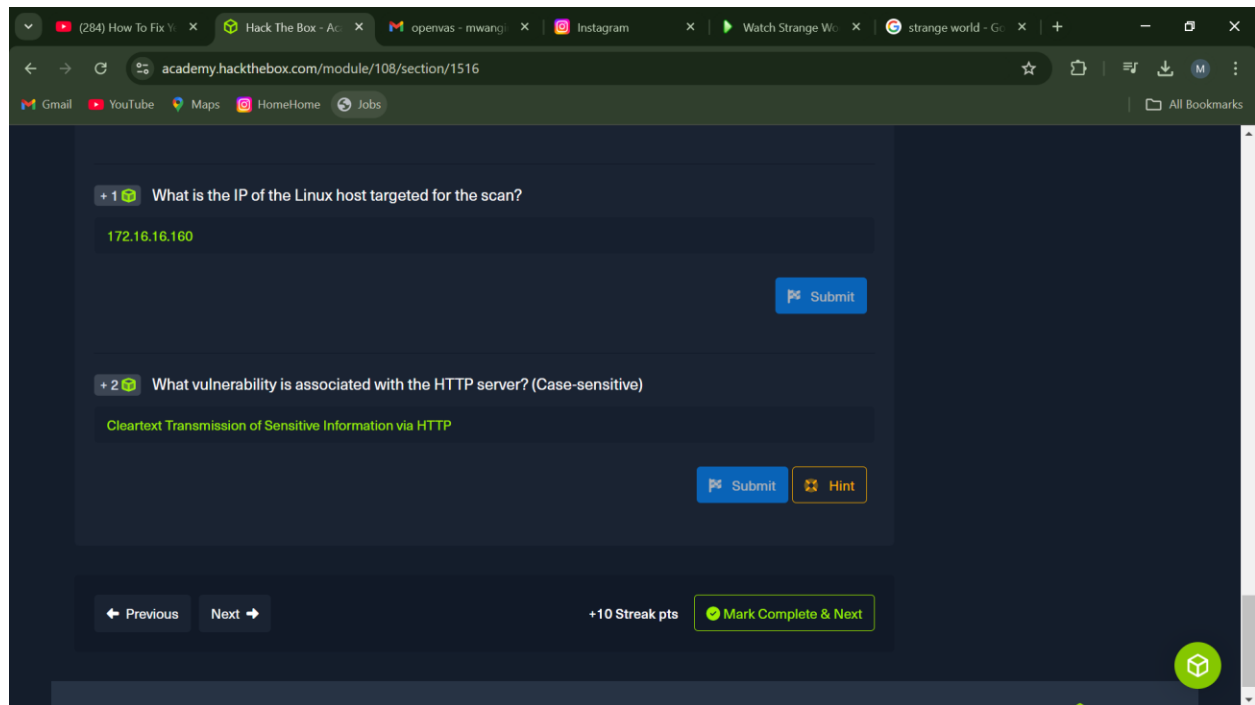 (284) How To Fix Y
Hack The Box - Ac
openvas - mwangi
Instagram
Watch Strange Wo
strange world - Go
academy.hackthebox.com/module/108/section/1516
M
Gmail
YouTube
Maps
HomeHome
Jobs
All Bookmarks
+ 1 What is the IP of the Linux host targeted for the scan?
172.16.16.160
Submit
+ 2 What vulnerability is associated with the HTTP server? (Case-sensitive)
Cleartext Transmission of Sensitive Information via HTTP
Submit
Hint
Previous
Next
+10 Streak pts
Mark Complete & Next